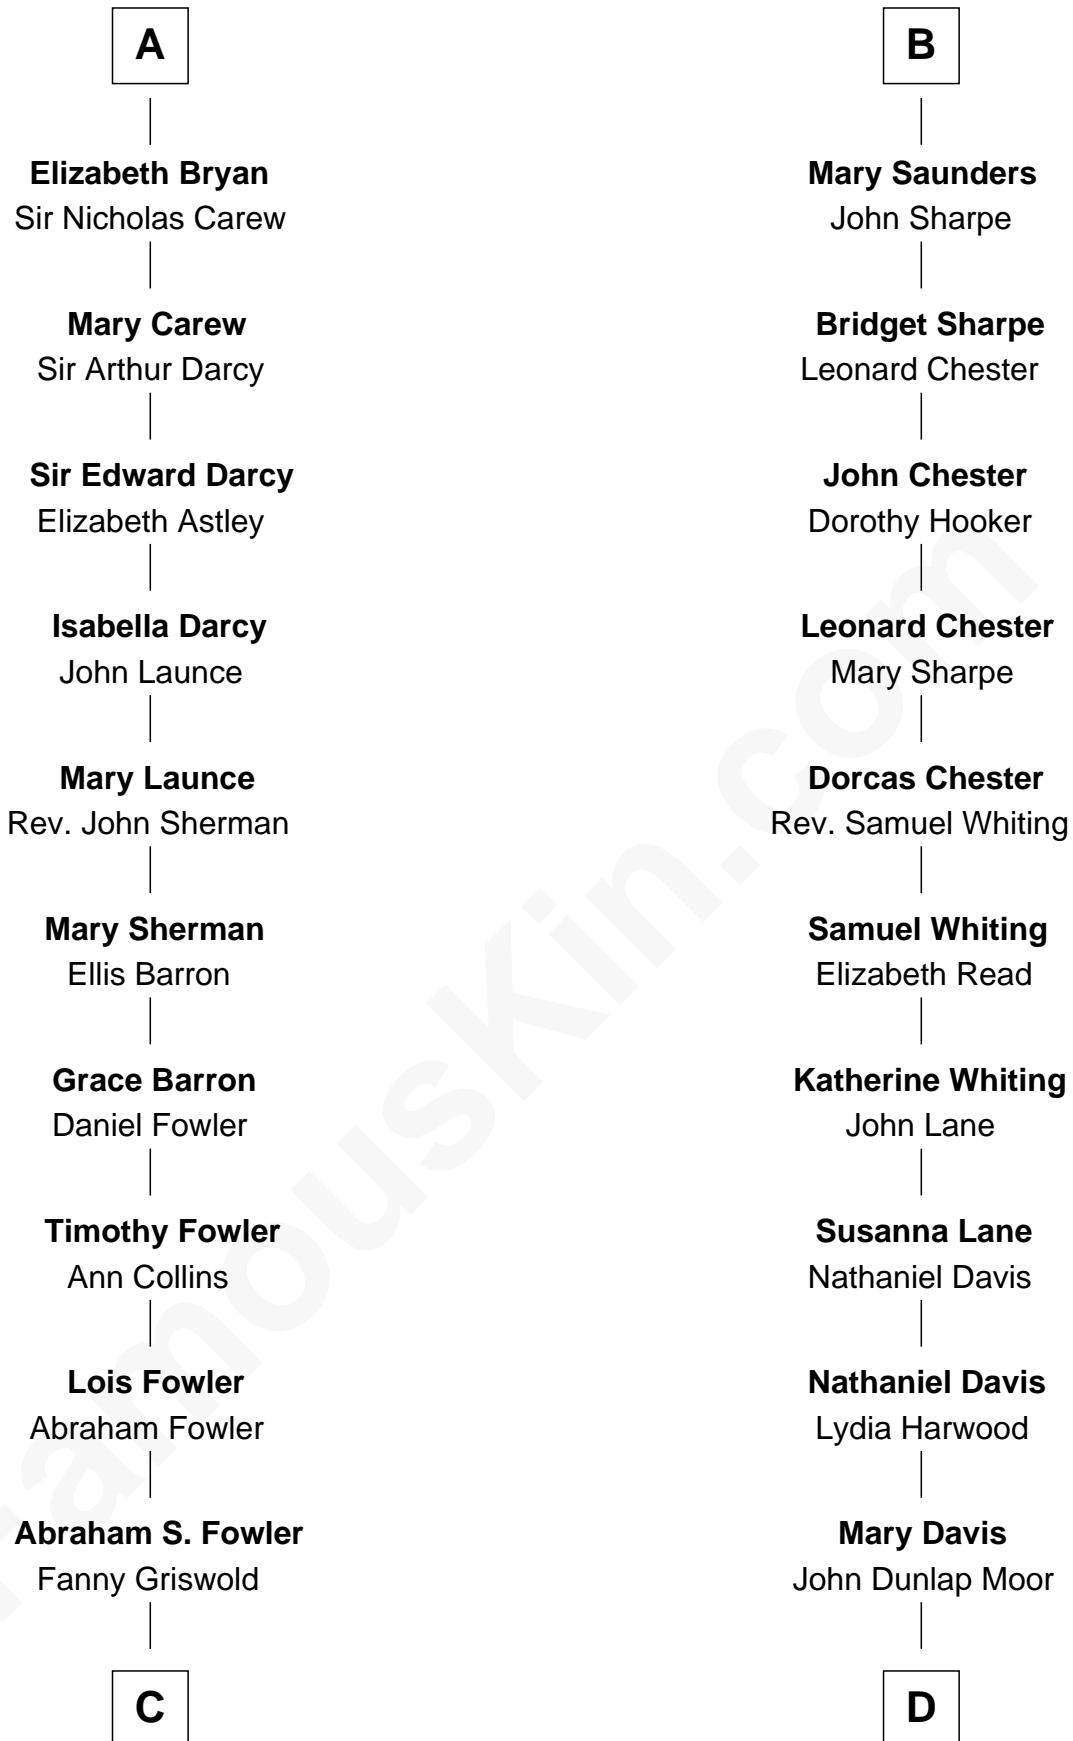 A
Elizabeth Bryan
Sir Nicholas Carew
Mary Carew
Sir Arthur Darcy
Sir Edward Darcy
Elizabeth Astley
Isabella Darcy
John Launce
Mary Launce
Rev. John Sherman
Mary Sherman
Ellis Barron
Grace Barron
Daniel Fowler
Timothy Fowler
Ann Collins
Lois Fowler
Abraham Fowler
Abraham S. Fowler
Fanny Griswold
C
B
Mary Saunders
John Sharpe
Bridget Sharpe
Leonard Chester
John Chester
Dorothy Hooker
Leonard Chester
Mary Sharpe
Dorcas Chester
Rev. Samuel Whiting
Samuel Whiting
Elizabeth Read
Katherine Whiting
John Lane
Susanna Lane
Nathaniel Davis
Nathaniel Davis
Lydia Harwood
Mary Davis
John Dunlap Moor
D
FamousKin.com